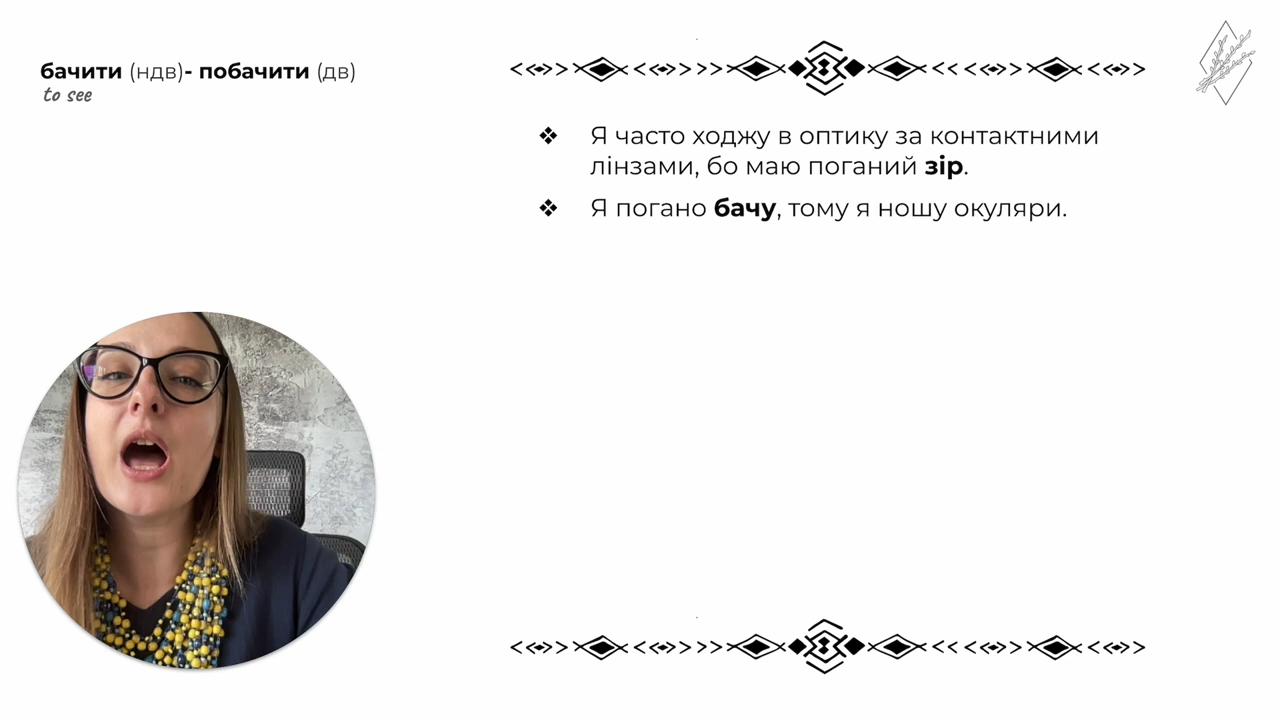 бачити (ндв)- побачити (дв)
to see
❖ Я часто ходжу в оптику за контактними
лінзами, бо маю поганий зір.
❖ Я погано бачу, тому я ношу окуляри.